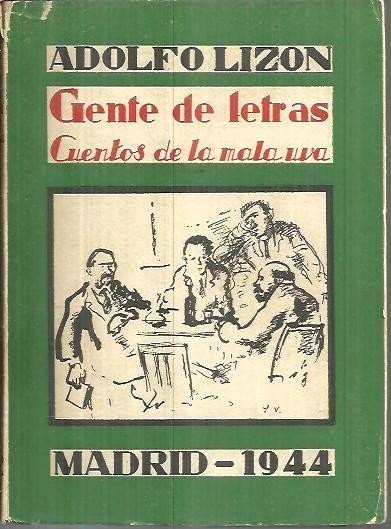 ADOLFO LIZON
Gente de letras
Cuentos de la mala uva
S V.
MADRID - 1944